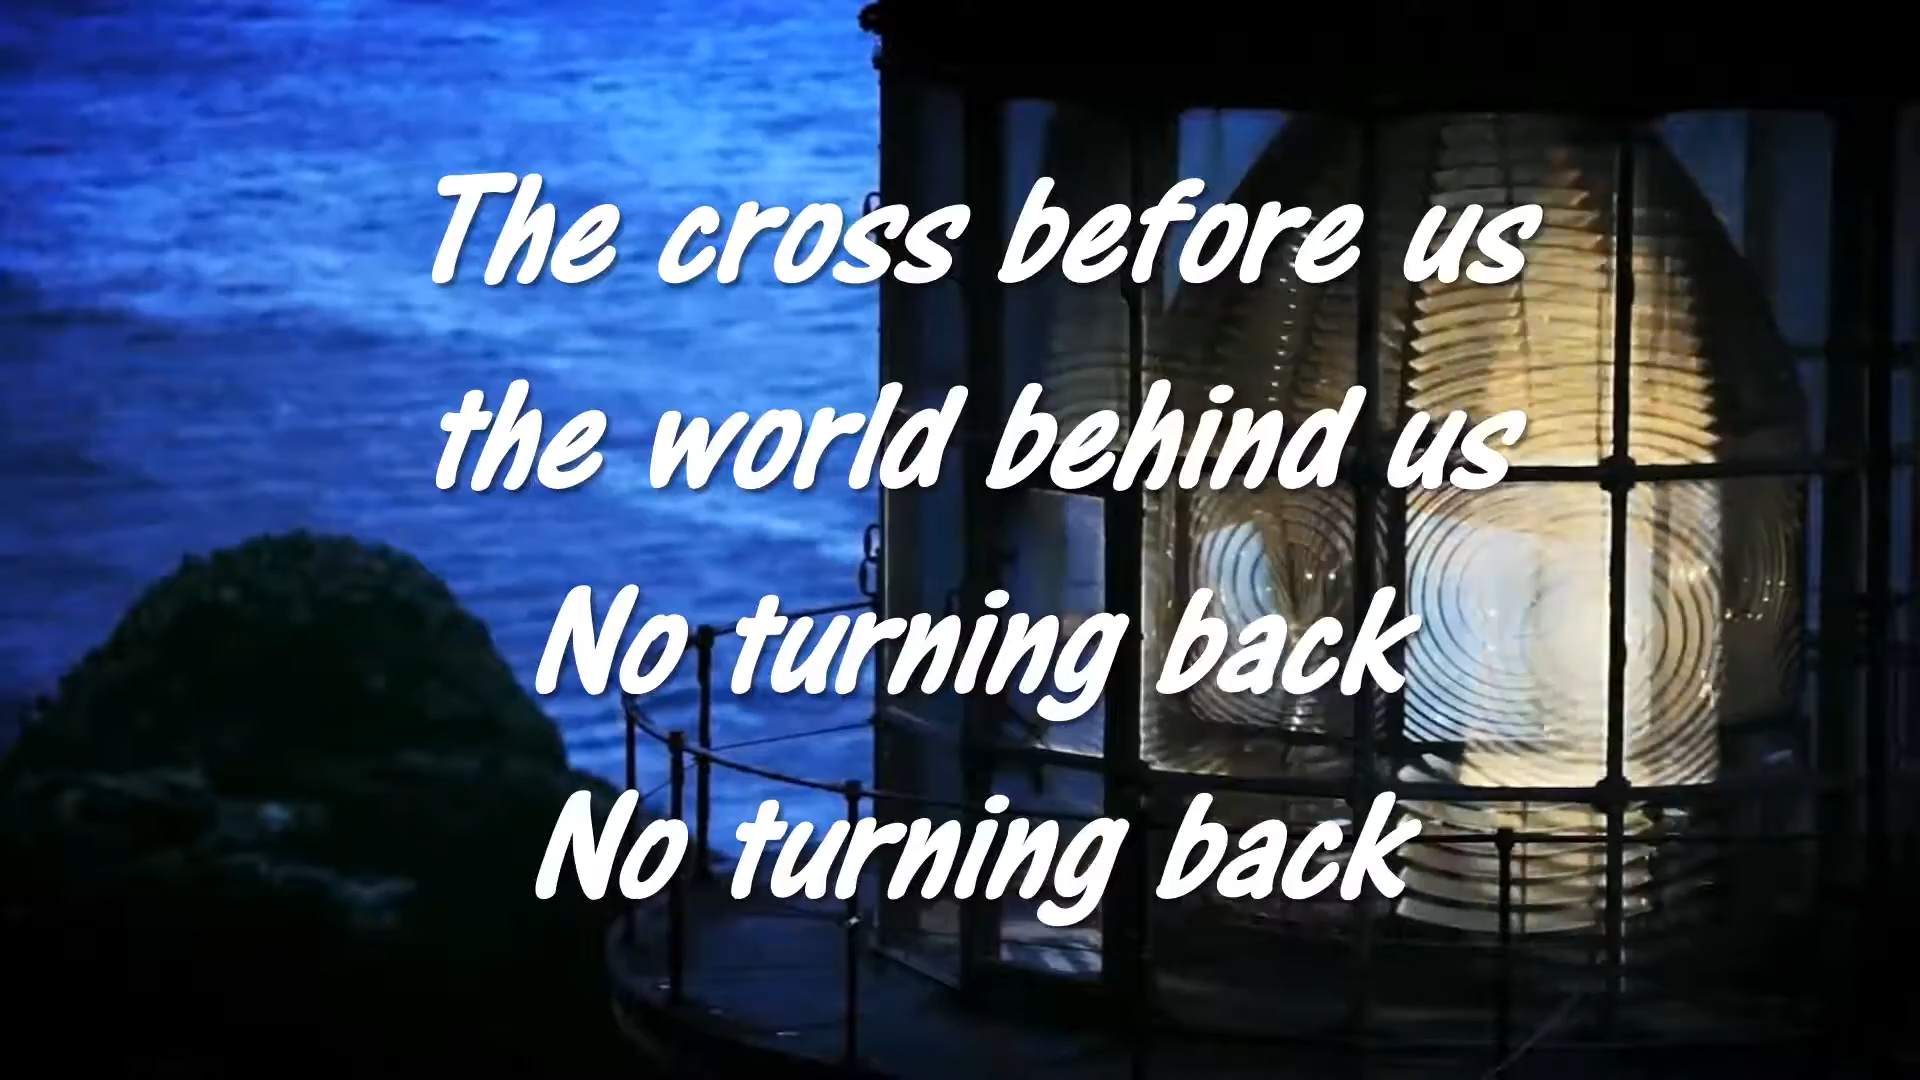 The cross before us
the world behind us
No turning back
No turning back